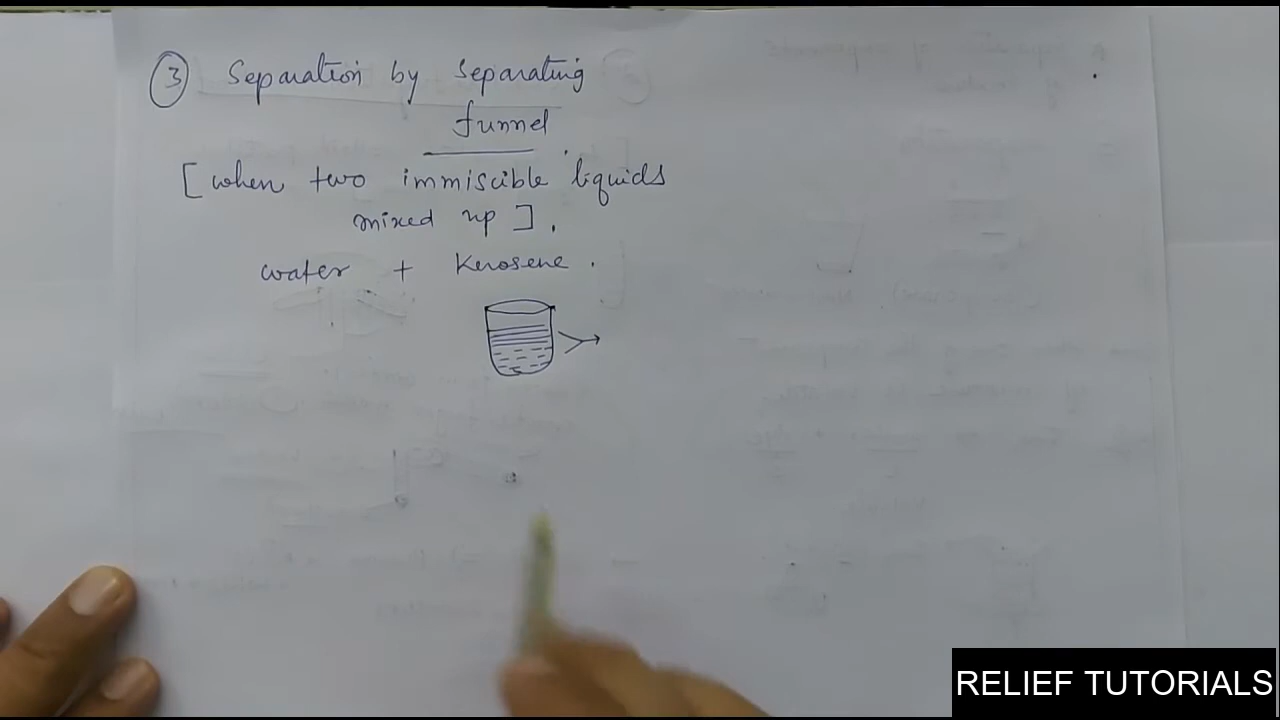 3 Separation by separating
funnel
[ when two immiscible liquids
mixed up ] .
water + Kerosene .
RELIEF TUTORIALS